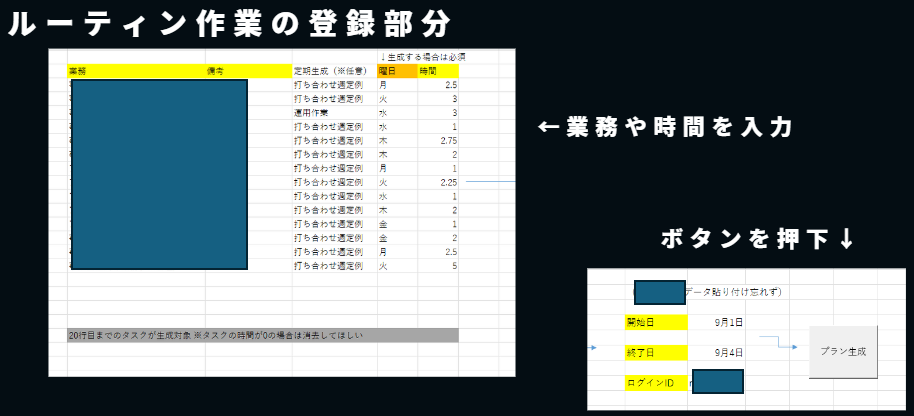 ルーティン作業の登録部分
↓生成する場合は必須
業務 備考 定期生成（※任意） 曜日 時間
打ち合わせ週定例 月 2.5
打ち合わせ週定例 火 3
運用作業 水 3
打ち合わせ週定例 水 1
打ち合わせ週定例 木 2.75
打ち合わせ週定例 木 2
打ち合わせ週定例 月 1
打ち合わせ週定例 火 2.25
打ち合わせ週定例 水 1
打ち合わせ週定例 木 2
打ち合わせ週定例 金 1
打ち合わせ週定例 金 2
打ち合わせ週定例 月 2.5
打ち合わせ週定例 火 5
20行目までのタスクが生成対象 ※タスクの時間が0の場合は消去してほしい
←業務や時間を入力
ボタンを押下↓
データ貼り付け忘れず）
開始日 9月1日
終了日 9月4日
プラン生成
ログインID